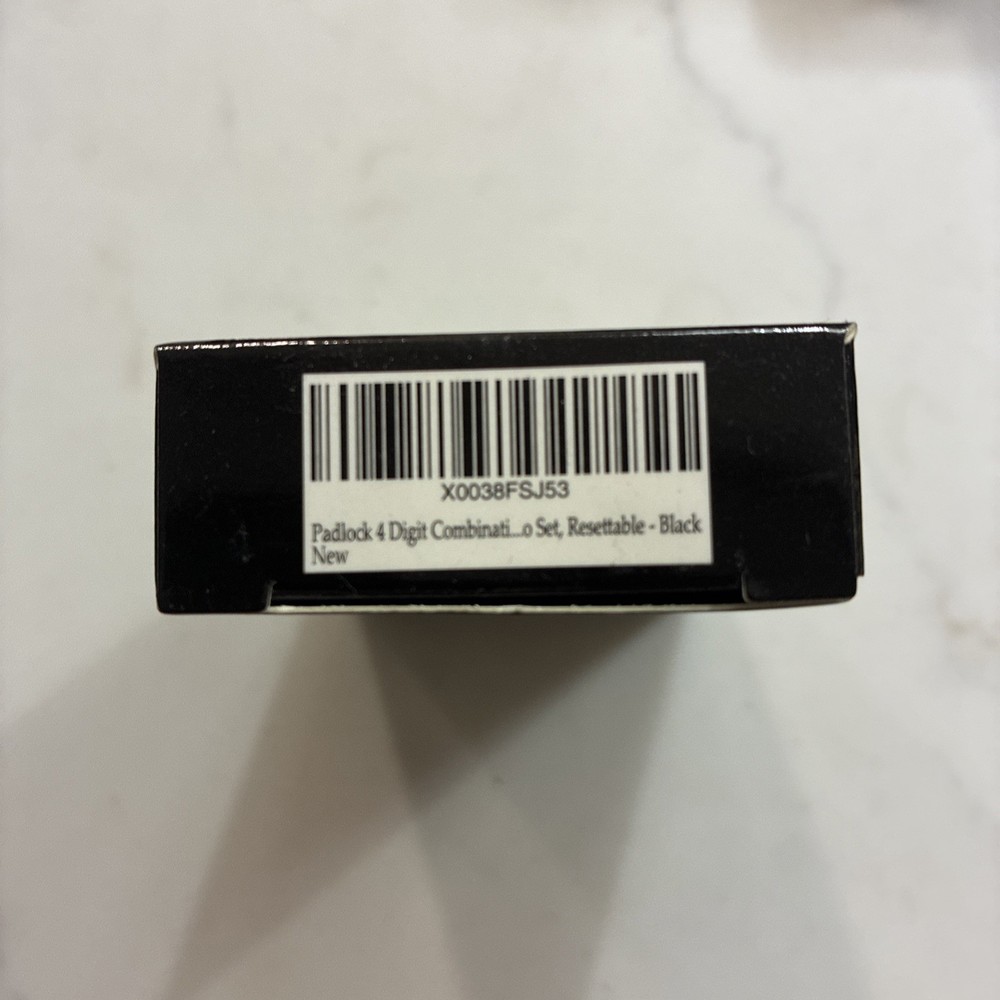 X0038FSJ53
Padlock 4 Digit Combinati...o Set, Resettable - Black
New